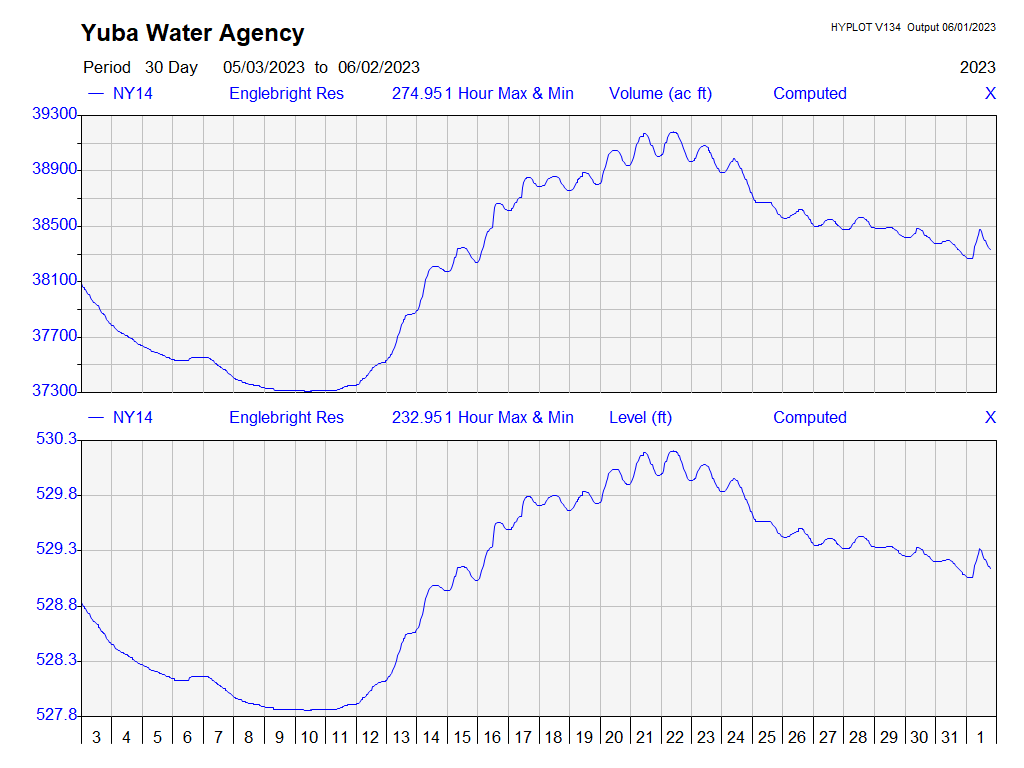 Yuba Water Agency
HYPLOT V134 Output 06/01/2023
Period 30 Day 05/03/2023 to 06/02/2023 2023
NY14 Englebright Res 274.951 Hour Max & Min Volume (ac ft) Computed X
39300
38900
38500
38100
37700
37300
NY14 Englebright Res 232.951 Hour Max & Min Level (ft) Computed X
530.3
529.8
529.3
528.8
528.3
527.8
3 4 5 6 7 8 9 10 11 12 13 14 15 16 17 18 19 20 21 22 23 24 25 26 27 28 29 30 31 1